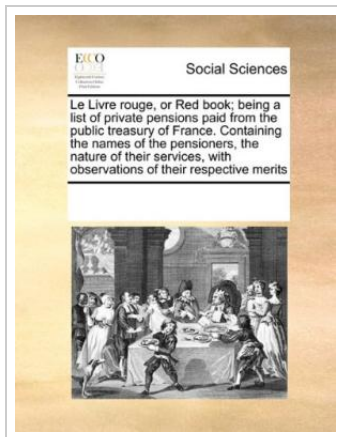 ECCO
Social Sciences
Le Livre rouge, or Red book; being a
list of private pensions paid from the
public treasury of France. Containing
the names of the pensioners, the
nature of their services, with
observations of their respective merits